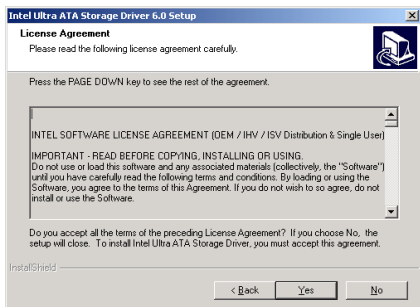 Intel Ultra ATA Storage Driver 6.0 Setup
License Agreement
Please read the following license agreement carefully.
Press the PAGE DOWN key to see the rest of the agreement.
INTEL SOFTWARE LICENSE AGREEMENT (OEM / IHV / ISV Distribution & Single User)
IMPORTANT - READ BEFORE COPYING, INSTALLING OR USING.
Do not use or load this software and any associated materials (collectively, the "Software")
until you have carefully read the following terms and conditions. By loading or using the
Software, you agree to the terms of this Agreement. If you do not wish to so agree, do not
install or use the Software.
Do you accept all the terms of the preceding License Agreement? If you choose No, the
setup will close. To install Intel Ultra ATA Storage Driver, you must accept this agreement.
InstallShield
< Back Yes No